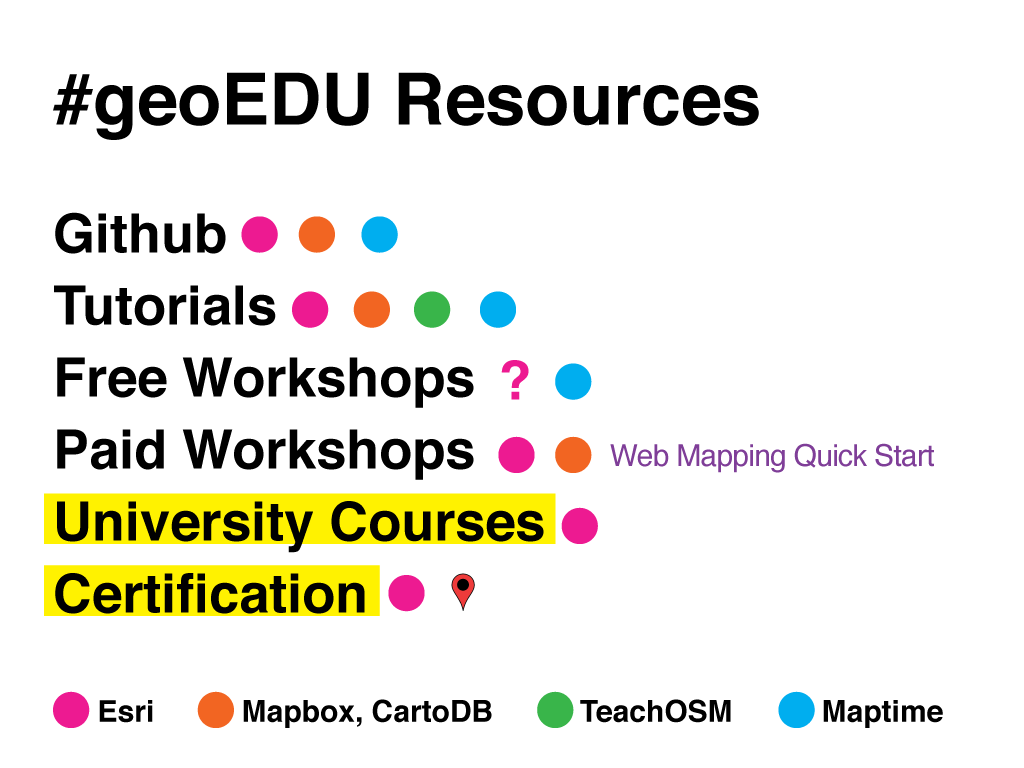 #geoEDU Resources
Github
Tutorials
Free Workshops ?
Paid Workshops Web Mapping Quick Start
University Courses
Certification
Esri Mapbox, CartoDB TeachOSM Maptime